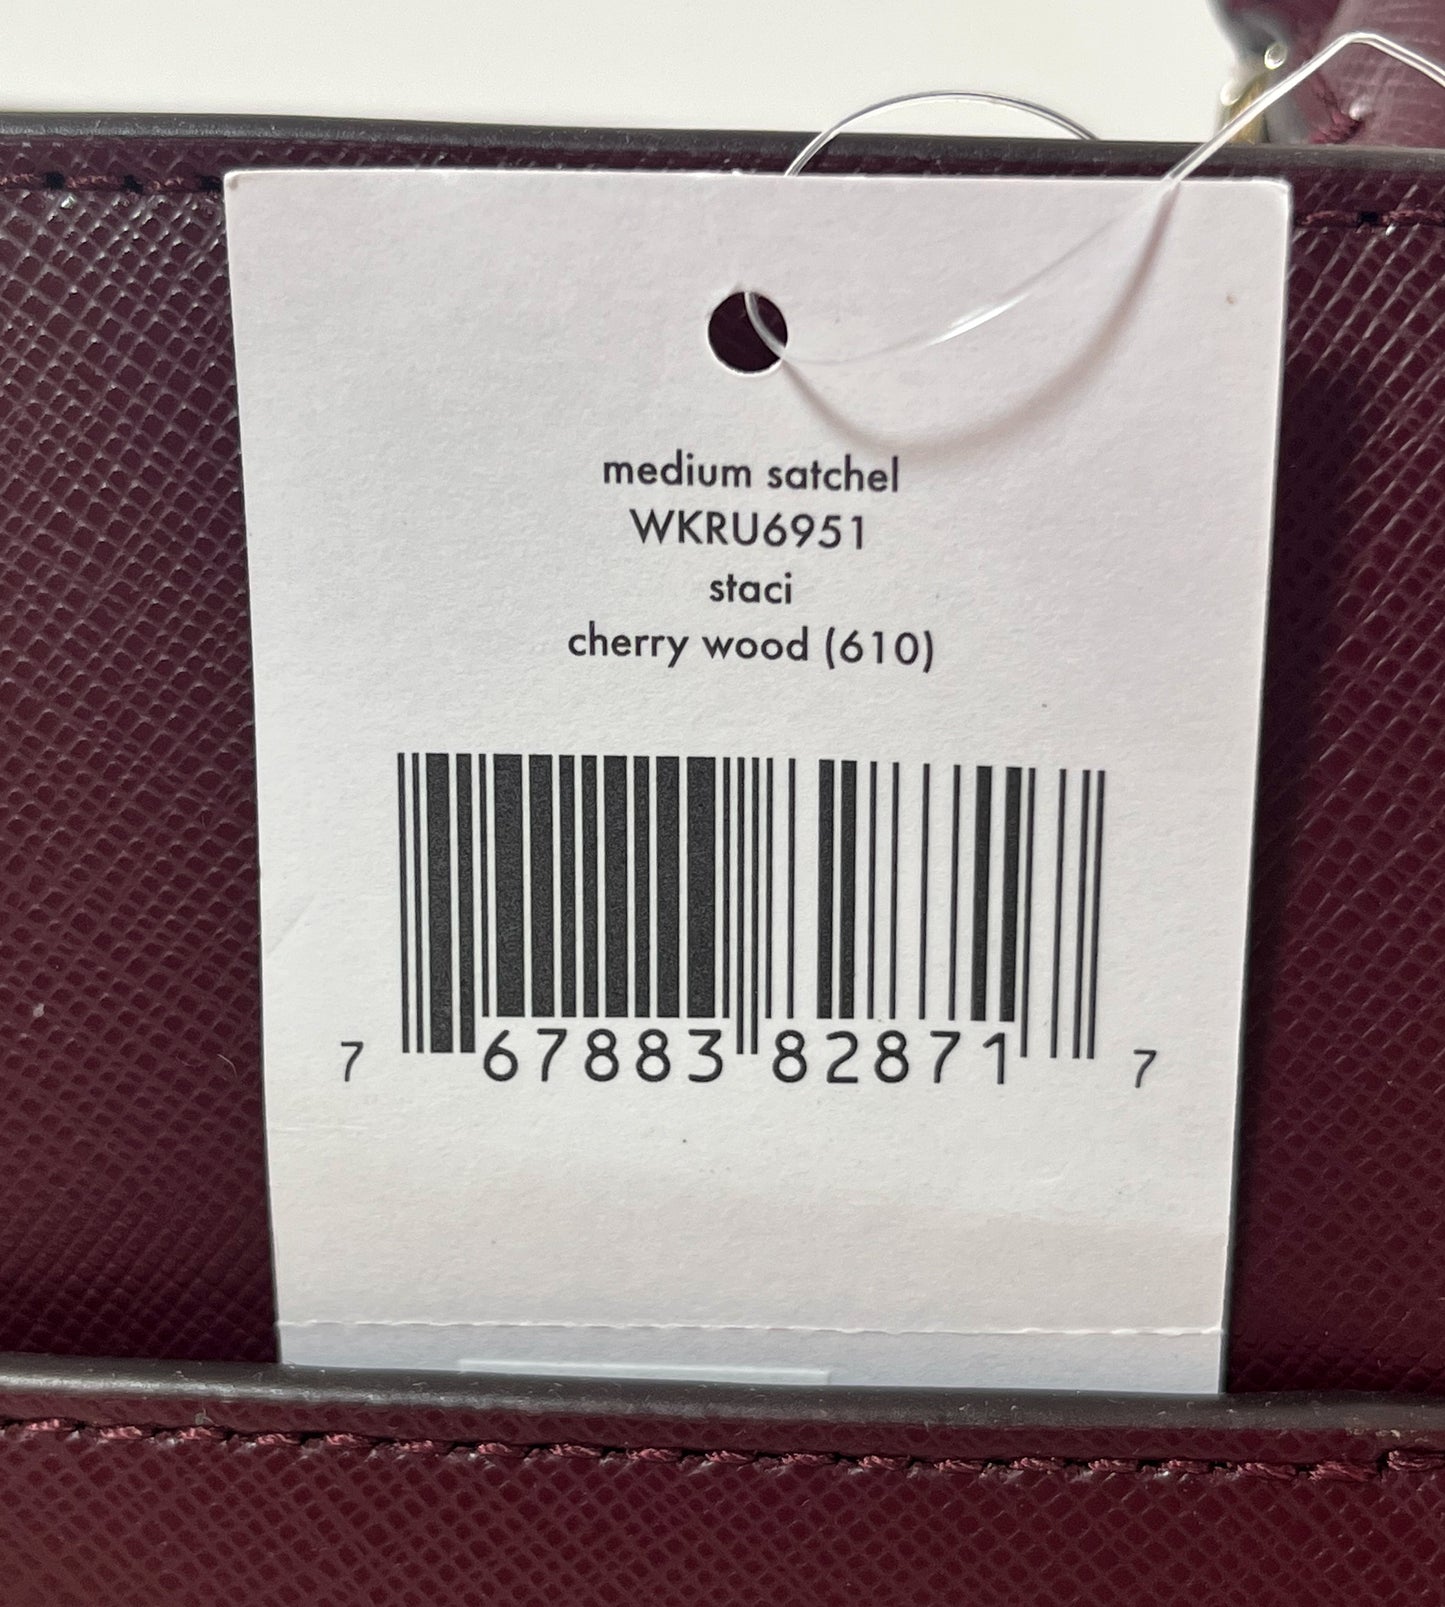 medium satchel
WKRU6951
staci
cherry wood (610)
7 67883 82871 7